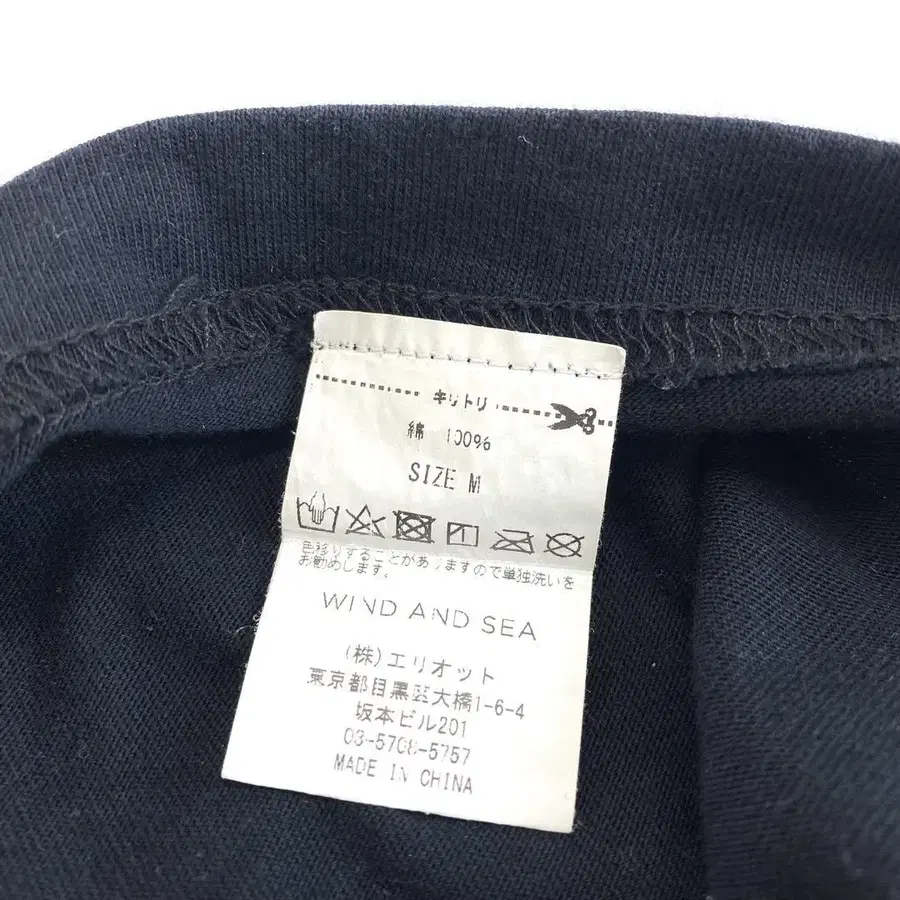 キリトリ
綿 100%
SIZE M
色移りすることがありますので単独洗いを
お勧めします。
WIND AND SEA
(株)エリオット
東京都目黒区大橋1-6-4
坂本ビル201
03-5708-5757
MADE IN CHINA